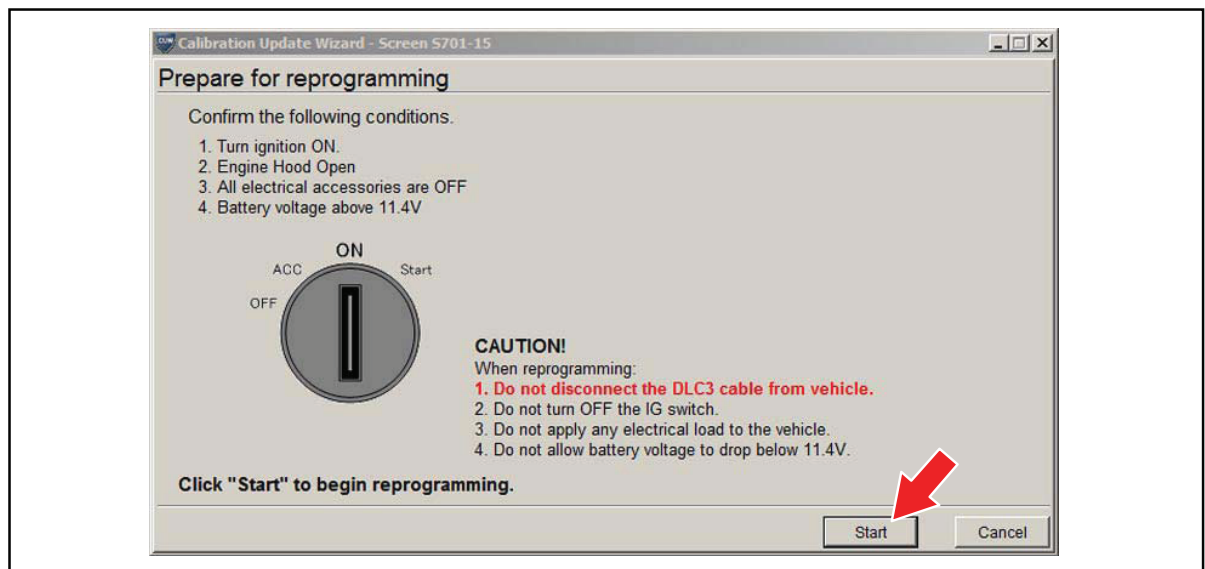 CUW Calibration Update Wizard - Screen S701-15
Prepare for reprogramming
Confirm the following conditions.
1. Turn ignition ON.
2. Engine Hood Open
3. All electrical accessories are OFF
4. Battery voltage above 11.4V
ON
ACC
Start
OFF
CAUTION!
When reprogramming:
1. Do not disconnect the DLC3 cable from vehicle.
2. Do not turn OFF the IG switch.
3. Do not apply any electrical load to the vehicle.
4. Do not allow battery voltage to drop below 11.4V.
Click "Start" to begin reprogramming.
Start
Cancel